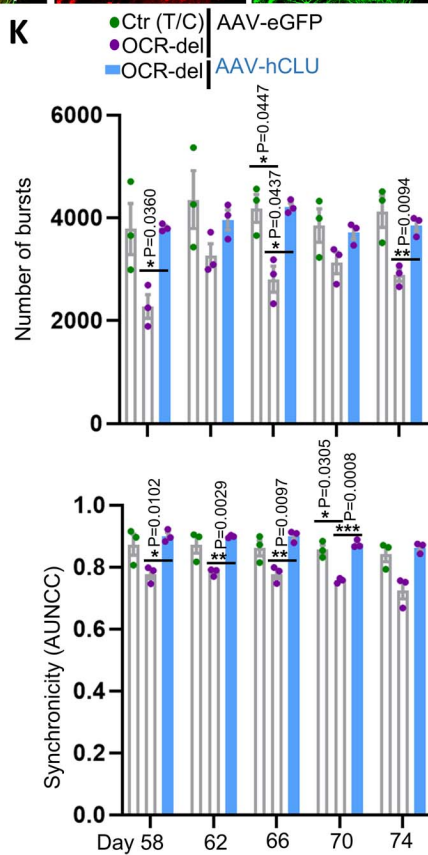 K
Ctr (T/C) AAV-eGFP
OCR-del
OCR-del AAV-hCLU
Number of bursts
6000
4000
2000
0
* P=0.0360
* P=0.0447
* P=0.0437
** P=0.0094
Synchronicity (AUNCC)
1.0
0.8
0.6
0.4
0.2
0.0
* P=0.0102
** P=0.0029
** P=0.0097
* P=0.0305
*** P=0.0008
Day 58 62 66 70 74